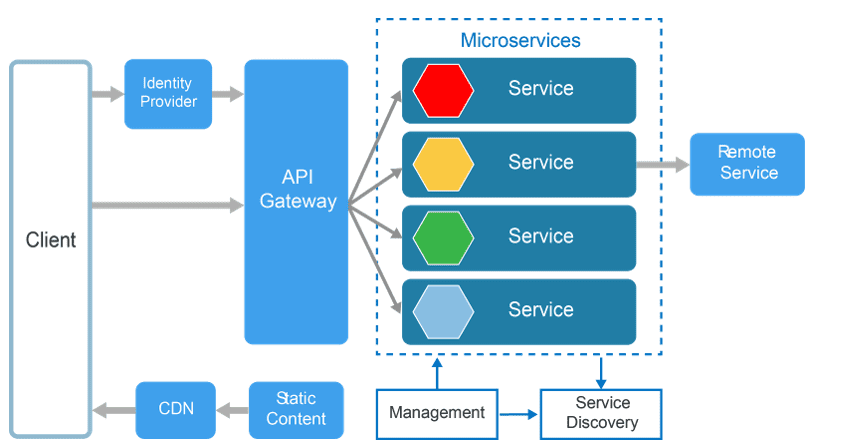 Microservices
Identity
Provider
Service
API
Gateway
Service
Remote
Service
Client
Service
Service
CDN
Static
Content
Management
Service
Discovery